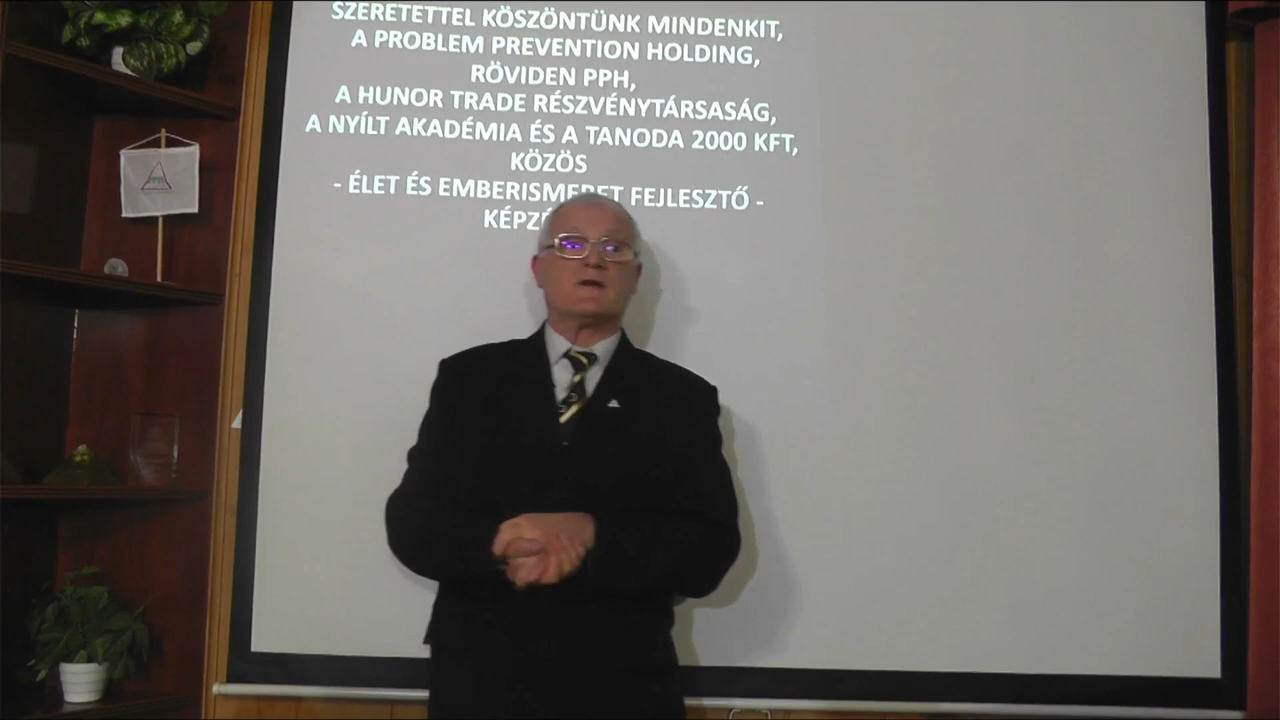 SZERETETTEL KÖSZÖNTÜNK MINDENKIT,
A PROBLEM PREVENTION HOLDING,
RÖVIDEN PPH,
A HUNOR TRADE RÉSZVÉNYTÁRSASÁG,
A NYÍLT AKADÉMIA ÉS A TANODA 2000 KFT,
KÖZÖS
- ÉLET ÉS EMBERISMERET FEJLESZTŐ -